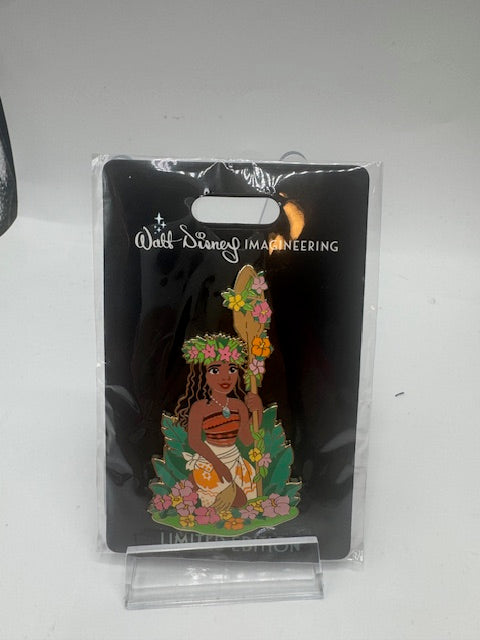 Walt Disney IMAGINEERING
LIMITED EDITION